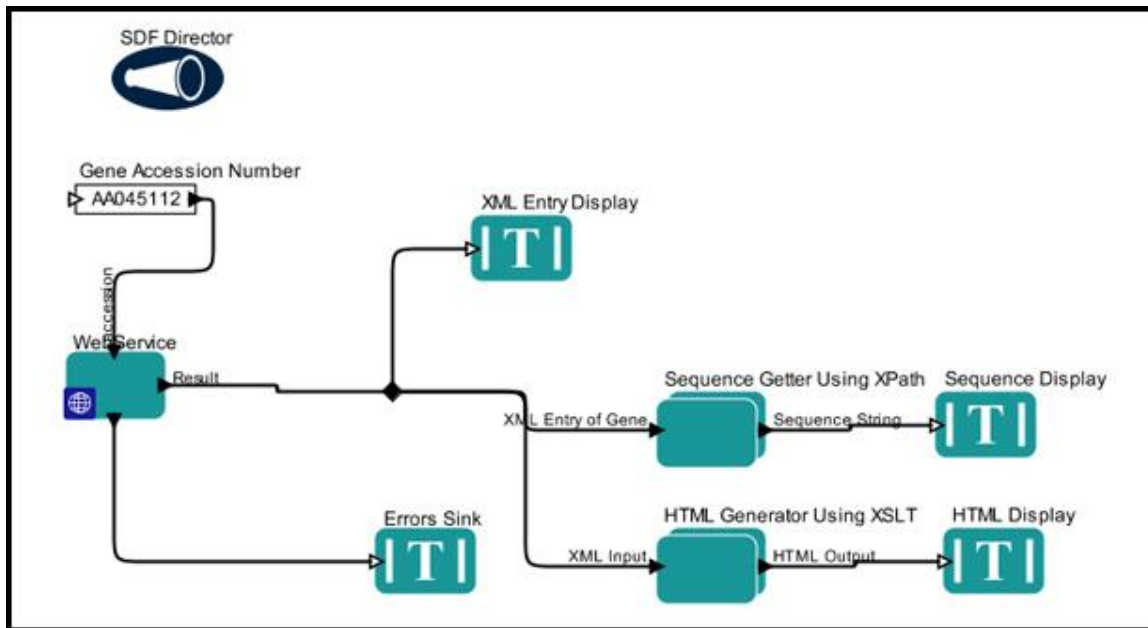 SDF Director
Gene Accession Number
AA045112
XML Entry Display
T
accession
WebService
Result
Sequence Getter Using XPath
Sequence Display
XML Entry of Gene
Sequence String
T
Errors Sink
T
HTML Generator Using XSLT
HTML Display
XML Input
HTML Output
T